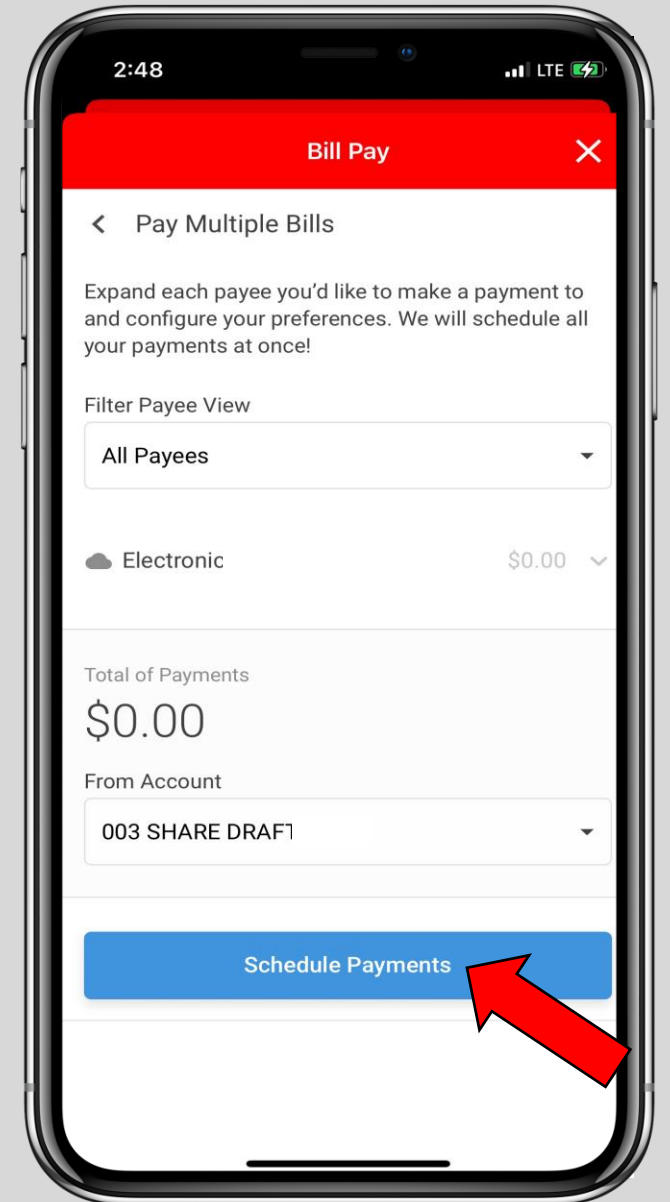 2:48 LTE
Bill Pay
Pay Multiple Bills
Expand each payee you’d like to make a payment to
and configure your preferences. We will schedule all
your payments at once!
Filter Payee View
All Payees
Electronic $0.00
Total of Payments
$0.00
From Account
003 SHARE DRAFT
Schedule Payments